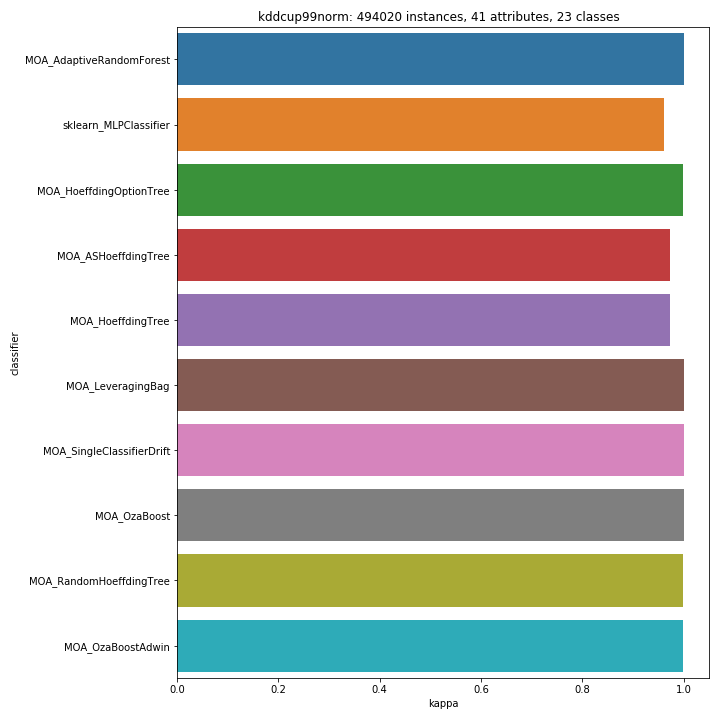 kddcup99norm: 494020 instances, 41 attributes, 23 classes
MOA_AdaptiveRandomForest
sklearn_MLPClassifier
MOA_HoeffdingOptionTree
MOA_ASHoeffdingTree
MOA_HoeffdingTree
MOA_LeveragingBag
MOA_SingleClassifierDrift
MOA_OzaBoost
MOA_RandomHoeffdingTree
MOA_OzaBoostAdwin
classifier
0.0 0.2 0.4 0.6 0.8 1.0
kappa